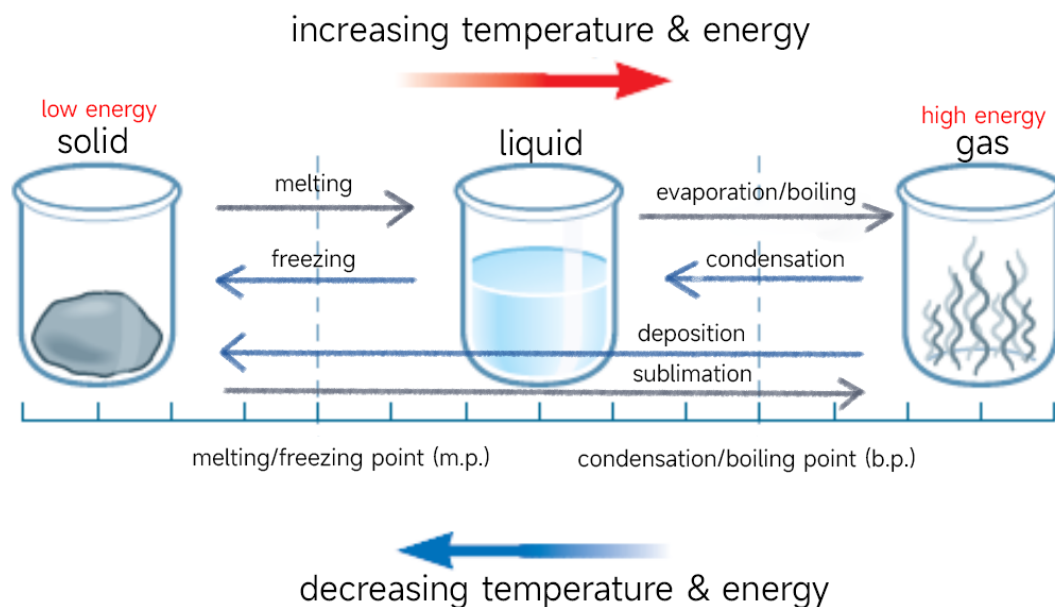 increasing temperature & energy
low energy
solid
liquid
high energy
gas
melting
evaporation/boiling
freezing
condensation
deposition
sublimation
melting/freezing point (m.p.)
condensation/boiling point (b.p.)
decreasing temperature & energy